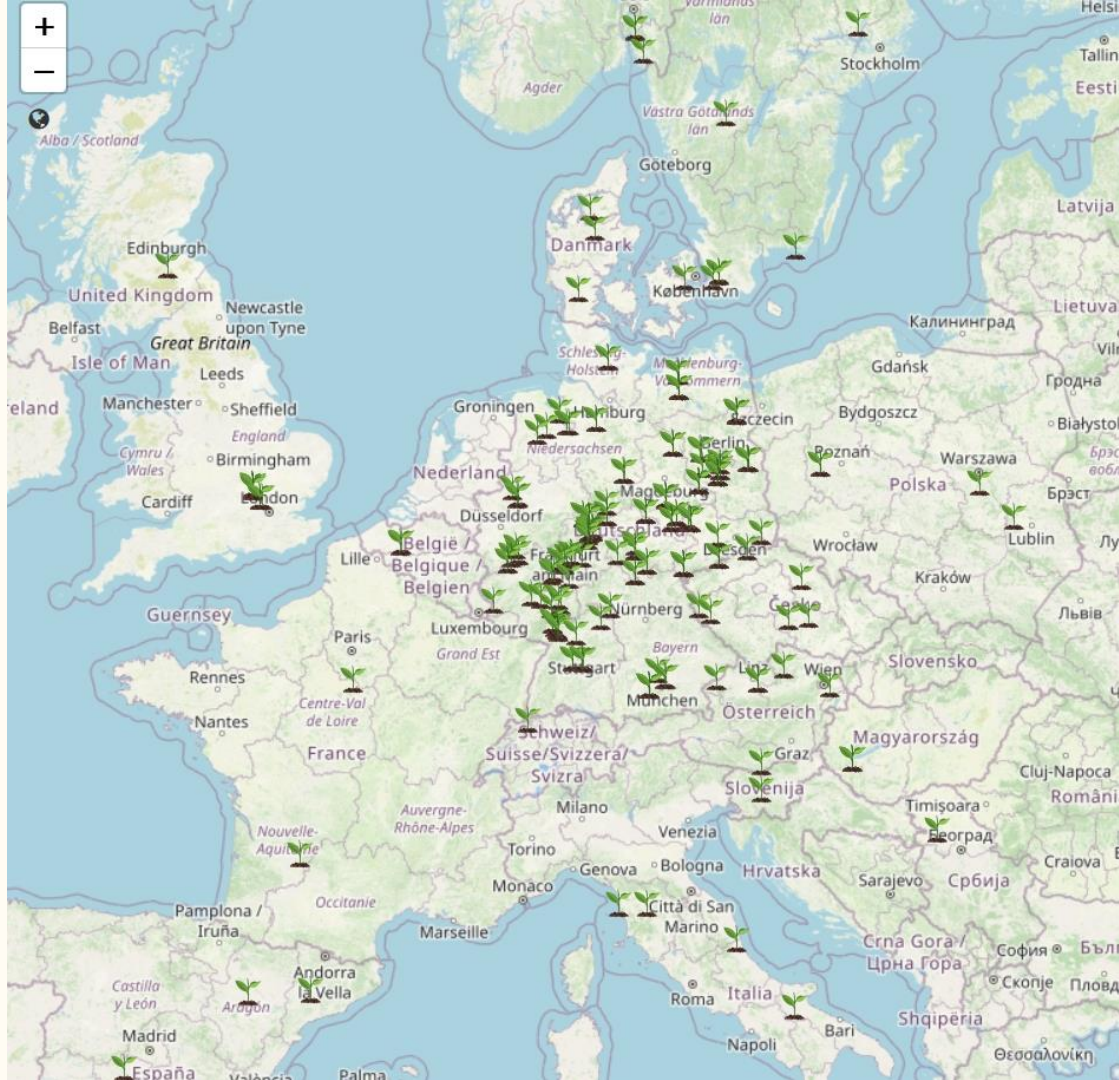 +
−
Värmlands
län
Helsi
Stockholm
Tallin
Eesti
Agder
Västra Götalands
län
Alba / Scotland
Göteborg
Latvija
Edinburgh
Danmark
United Kingdom
København
Newcastle
upon Tyne
Lietuva
Belfast
Калининград
Great Britain
Isle of Man
Gdańsk
Leeds
Гродна
Manchester
Sheffield
Groningen
Hamburg
Szczecin
Bydgoszcz
reland
England
Białystok
Niedersachsen
Berlin
Poznań
Cymru /
Wales
Birmingham
Nederland
Warszawa
Polska
Брэст
Cardiff
London
Magdeburg
Düsseldorf
Lublin
Deutschland
Lille
België /
Belgique /
Belgien
Frankfurt
am Main
Dresden
Wrocław
Kraków
Guernsey
Česko
Львів
Luxembourg
Nürnberg
Paris
Grand Est
Bayern
Slovensko
Rennes
Stuttgart
Linz
Wien
Centre-Val
de Loire
München
Österreich
Nantes
France
Schweiz/
Suisse/Svizzera/
Svizra
Graz
Magyarország
Cluj-Napoca
Slovenija
Români
Auvergne-
Rhône-Alpes
Milano
Timișoara
Nouvelle-
Aquitaine
Venezia
Београд
Torino
Genova
Bologna
Hrvatska
Craiova
Monaco
Sarajevo
Србија
Occitanie
Pamplona /
Iruña
Marseille
Città di San
Marino
Crna Gora /
Црна Гора
София
Бълг
Andorra
la Vella
Скопје
Пловд
Castilla
y León
Aragón
Roma
Italia
Shqipëria
Madrid
Bari
Napoli
Θεσσαλονίκη
España
València
Palma